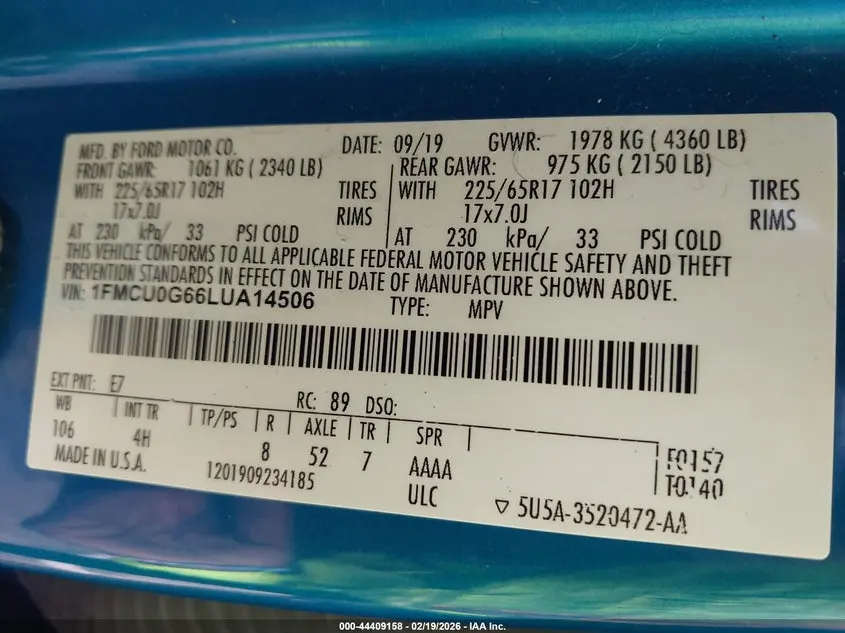 MFD. BY FORD MOTOR CO. DATE: 09/19 GVWR: 1978 KG ( 4360 LB)
FRONT GAWR: 1061 KG ( 2340 LB) REAR GAWR: 975 KG ( 2150 LB)
WITH 225/65R17 102H TIRES WITH 225/65R17 102H TIRES
17x7.0J RIMS 17x7.0J RIMS
AT 230 kPa/ 33 PSI COLD AT 230 kPa/ 33 PSI COLD
THIS VEHICLE CONFORMS TO ALL APPLICABLE FEDERAL MOTOR VEHICLE SAFETY AND THEFT
PREVENTION STANDARDS IN EFFECT ON THE DATE OF MANUFACTURE SHOWN ABOVE.
VIN: 1FMCU0G66LUA14506 TYPE: MPV
EXT PNT: E7 RC: 89 DSO:
WB INT TR TP/PS R AXLE TR SPR
106 4H 8 52 7 AAAA F0157
MADE IN U.S.A. 1201909234185 ULC T0140
▽ 5U5A-3520472-AA
000-44409158 - 02/19/2026 - IAA Inc.